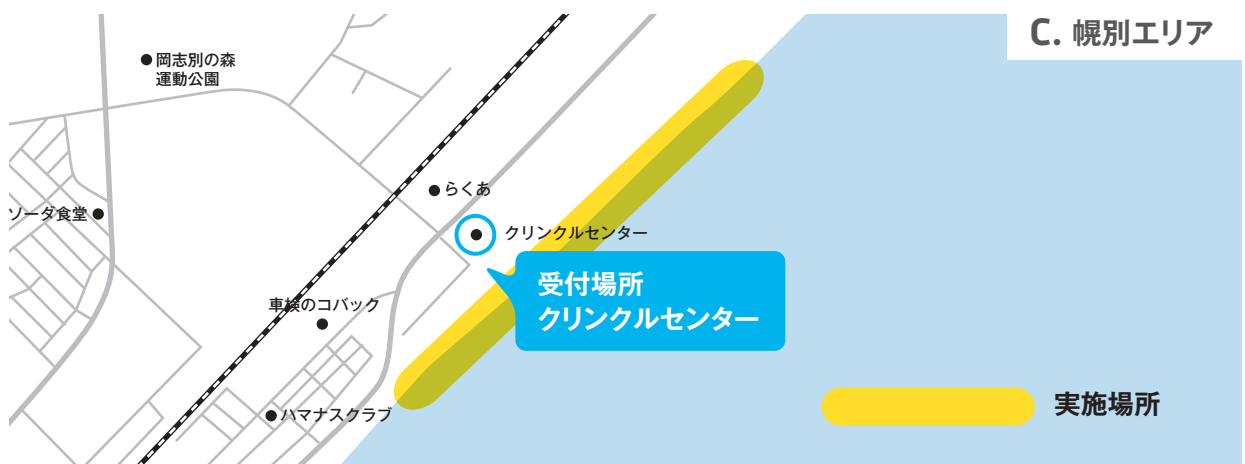 C. 幌別エリア
岡志別の森
運動公園
らくあ
ソーダ食堂
クリンクルセンター
受付場所
クリンクルセンター
車検のコバック
ハマナスクラブ
実施場所